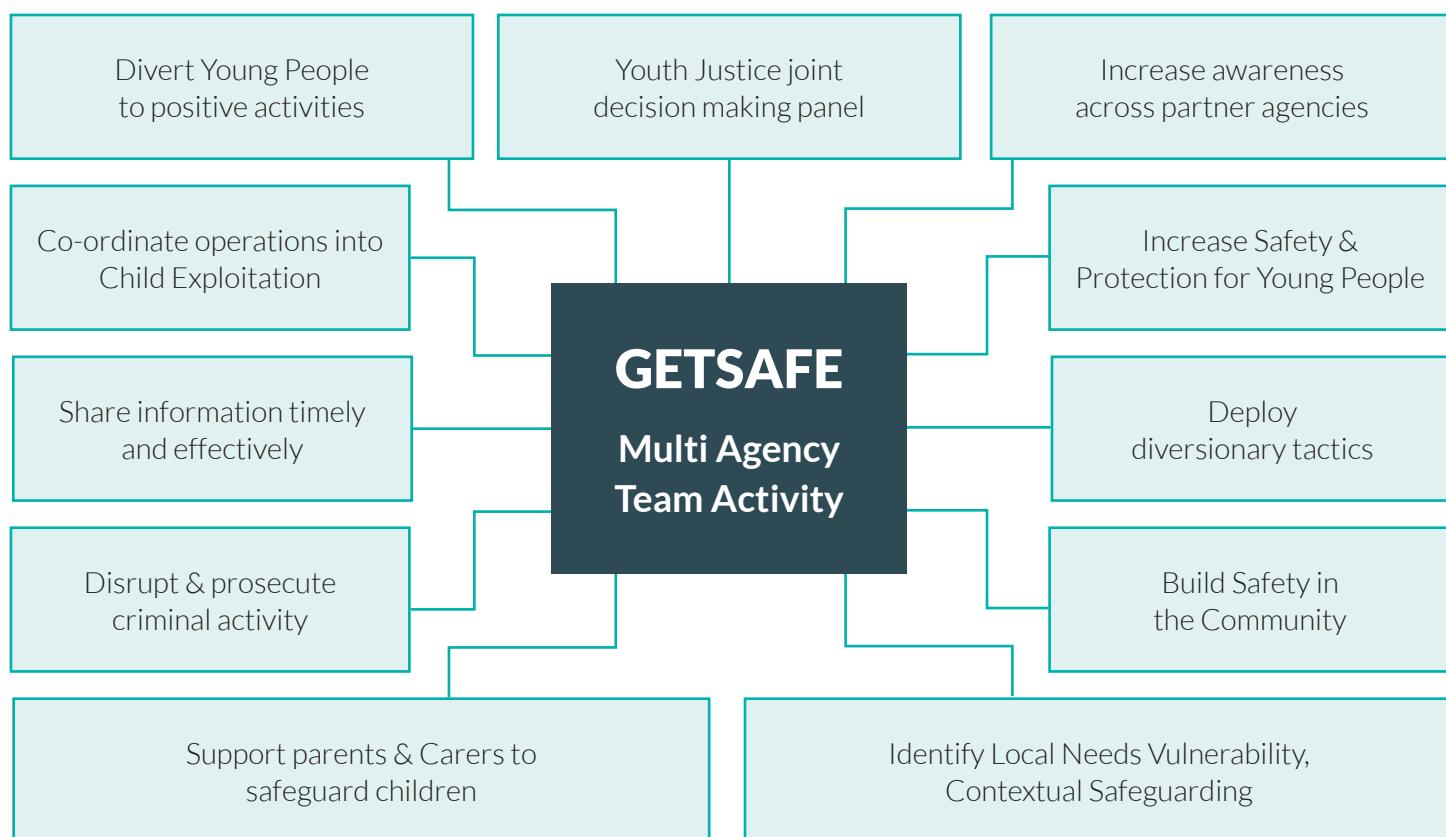 Divert Young People
to positive activities
Youth Justice joint
decision making panel
Increase awareness
across partner agencies
Co-ordinate operations into
Child Exploitation
Increase Safety &
Protection for Young People
GETSAFE
Multi Agency
Team Activity
Share information timely
and effectively
Deploy
diversionary tactics
Disrupt & prosecute
criminal activity
Build Safety in
the Community
Support parents & Carers to
safeguard children
Identify Local Needs Vulnerability,
Contextual Safeguarding